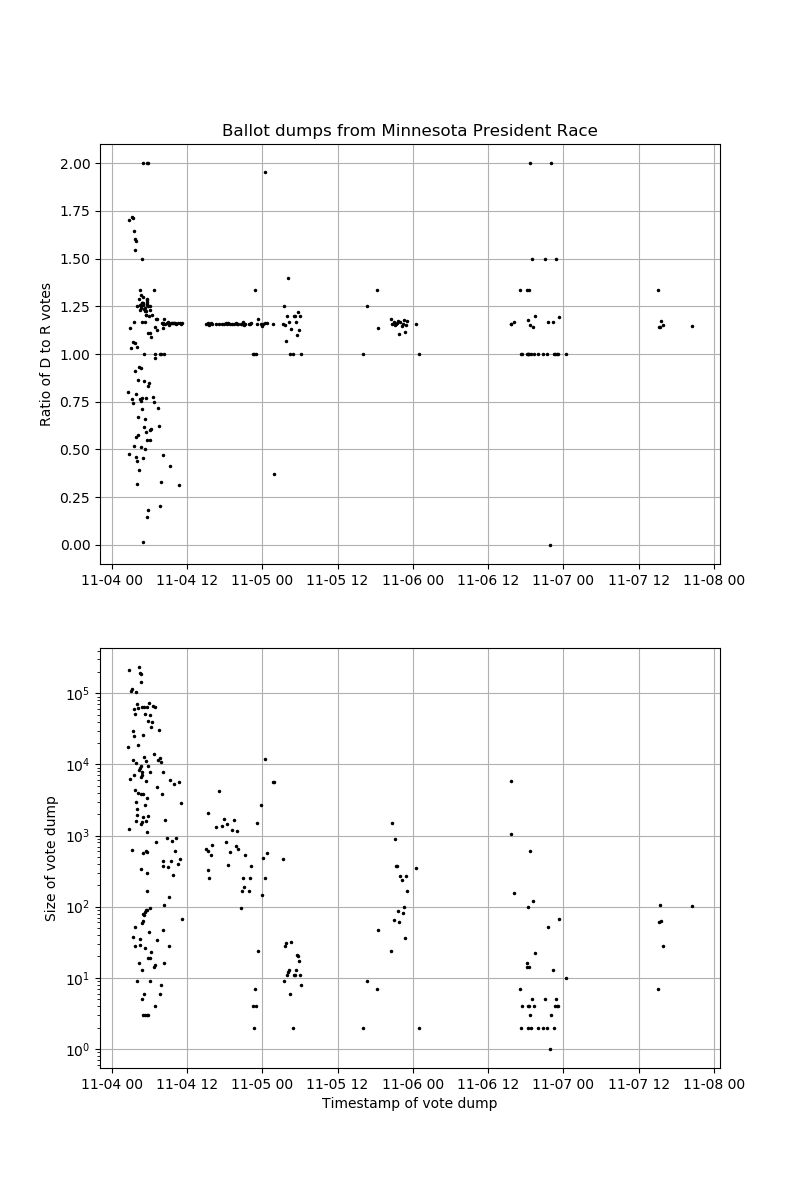 Ballot dumps from Minnesota President Race
Ratio of D to R votes
2.00
1.75
1.50
1.25
1.00
0.75
0.50
0.25
0.00
11-04 00 11-04 12 11-05 00 11-05 12 11-06 00 11-06 12 11-07 00 11-07 12 11-08 00
Size of vote dump
10^5
10^4
10^3
10^2
10^1
10^0
11-04 00 11-04 12 11-05 00 11-05 12 11-06 00 11-06 12 11-07 00 11-07 12 11-08 00
Timestamp of vote dump